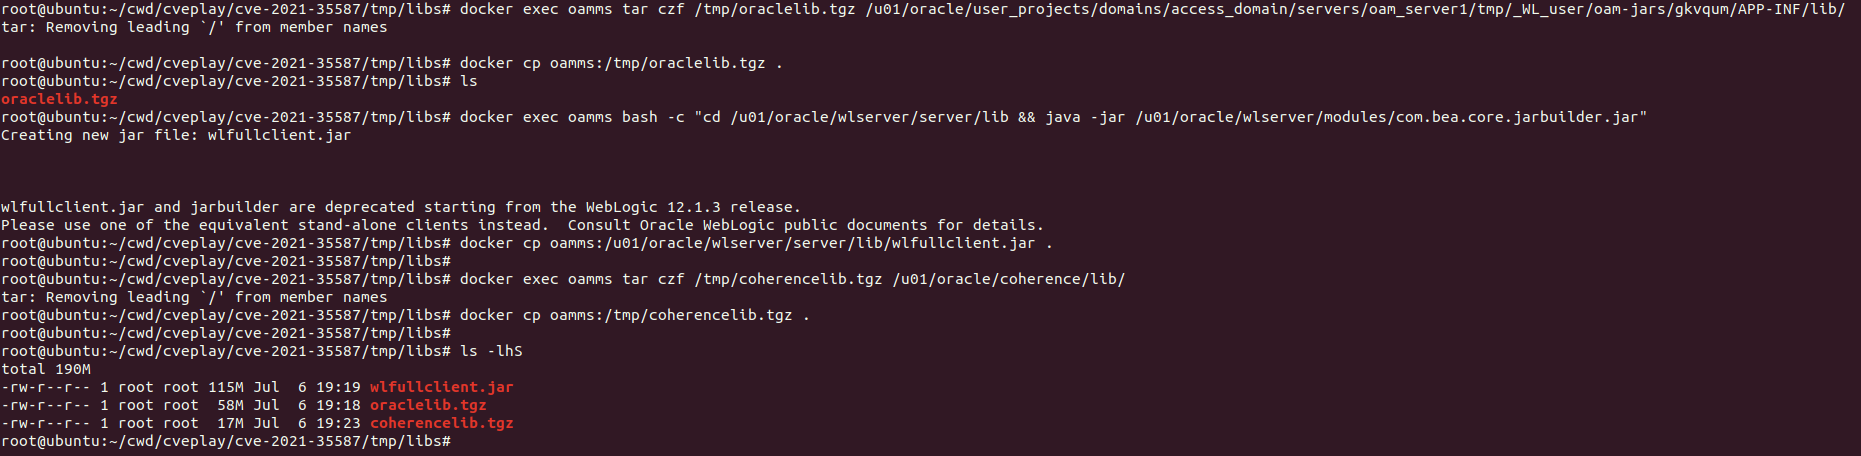 root@ubuntu:~/cwd/cveplay/cve-2021-35587/tmp/libs# docker exec oamms tar czf /tmp/oraclelib.tgz /u01/oracle/user_projects/domains/access_domain/servers/oam_server1/tmp/_WL_user/oam-jars/gkvqum/APP-INF/lib/
tar: Removing leading `/' from member names
root@ubuntu:~/cwd/cveplay/cve-2021-35587/tmp/libs# docker cp oamms:/tmp/oraclelib.tgz .
root@ubuntu:~/cwd/cveplay/cve-2021-35587/tmp/libs# ls
oraclelib.tgz
root@ubuntu:~/cwd/cveplay/cve-2021-35587/tmp/libs# docker exec oamms bash -c "cd /u01/oracle/wlserver/server/lib && java -jar /u01/oracle/wlserver/modules/com.bea.core.jarbuilder.jar"
Creating new jar file: wlfullclient.jar
wlfullclient.jar and jarbuilder are deprecated starting from the WebLogic 12.1.3 release.
Please use one of the equivalent stand-alone clients instead.  Consult Oracle WebLogic public documents for details.
root@ubuntu:~/cwd/cveplay/cve-2021-35587/tmp/libs# docker cp oamms:/u01/oracle/wlserver/server/lib/wlfullclient.jar .
root@ubuntu:~/cwd/cveplay/cve-2021-35587/tmp/libs#
root@ubuntu:~/cwd/cveplay/cve-2021-35587/tmp/libs# docker exec oamms tar czf /tmp/coherencelib.tgz /u01/oracle/coherence/lib/
tar: Removing leading `/' from member names
root@ubuntu:~/cwd/cveplay/cve-2021-35587/tmp/libs# docker cp oamms:/tmp/coherencelib.tgz .
root@ubuntu:~/cwd/cveplay/cve-2021-35587/tmp/libs#
root@ubuntu:~/cwd/cveplay/cve-2021-35587/tmp/libs# ls -lhS
total 190M
-rw-r--r-- 1 root root 115M Jul  6 19:19 wlfullclient.jar
-rw-r--r-- 1 root root  58M Jul  6 19:18 oraclelib.tgz
-rw-r--r-- 1 root root  17M Jul  6 19:23 coherencelib.tgz
root@ubuntu:~/cwd/cveplay/cve-2021-35587/tmp/libs#